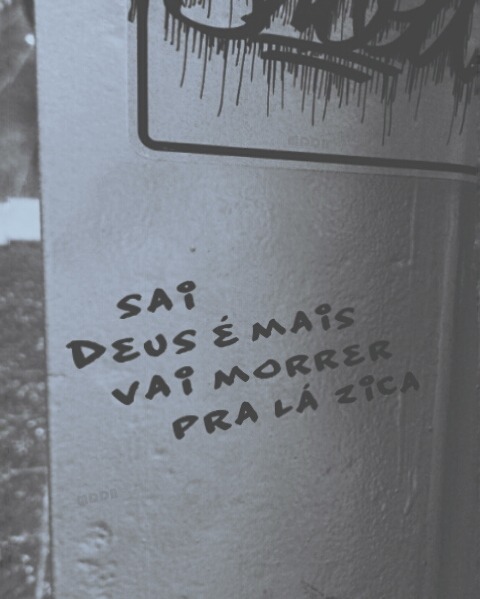 SAI
DEUS É MAIS
VAI MORRER
PRA LÁ ZICA